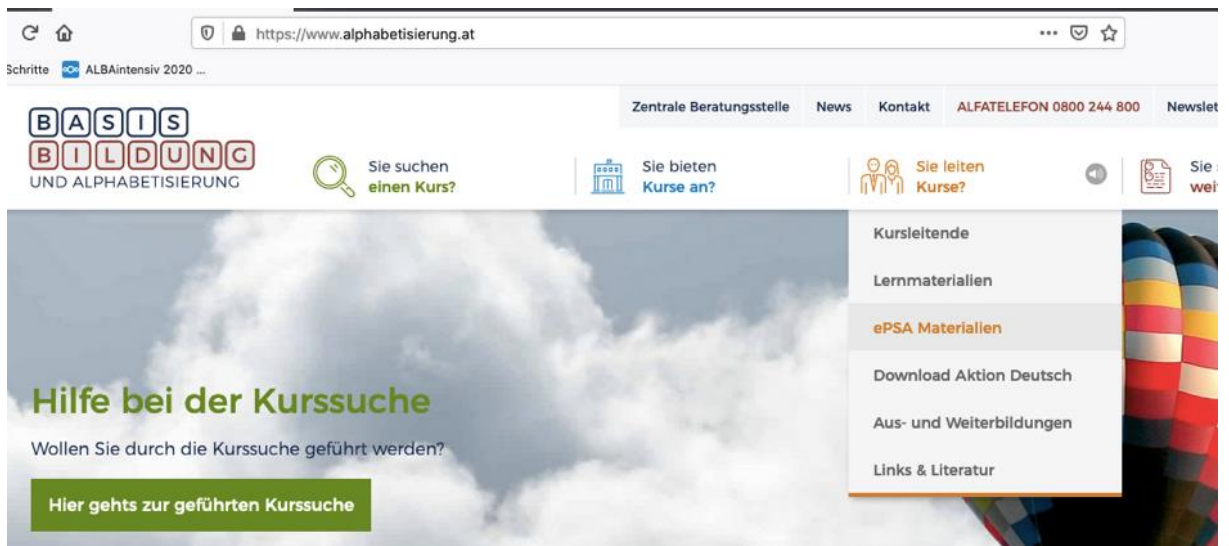 https://www.alphabetisierung.at
Schritte ALBAintensiv 2020 ...
Zentrale Beratungsstelle News Kontakt ALFATELEFON 0800 244 800 Newslet
BASIS
BILDUNG
UND ALPHABETISIERUNG
Sie suchen
einen Kurs?
Sie bieten
Kurse an?
Sie leiten
Kurse?
Sie
wei
Kursleitende
Lernmaterialien
ePSA Materialien
Download Aktion Deutsch
Aus- und Weiterbildungen
Links & Literatur
Hilfe bei der Kurssuche
Wollen Sie durch die Kurssuche geführt werden?
Hier gehts zur geführten Kurssuche